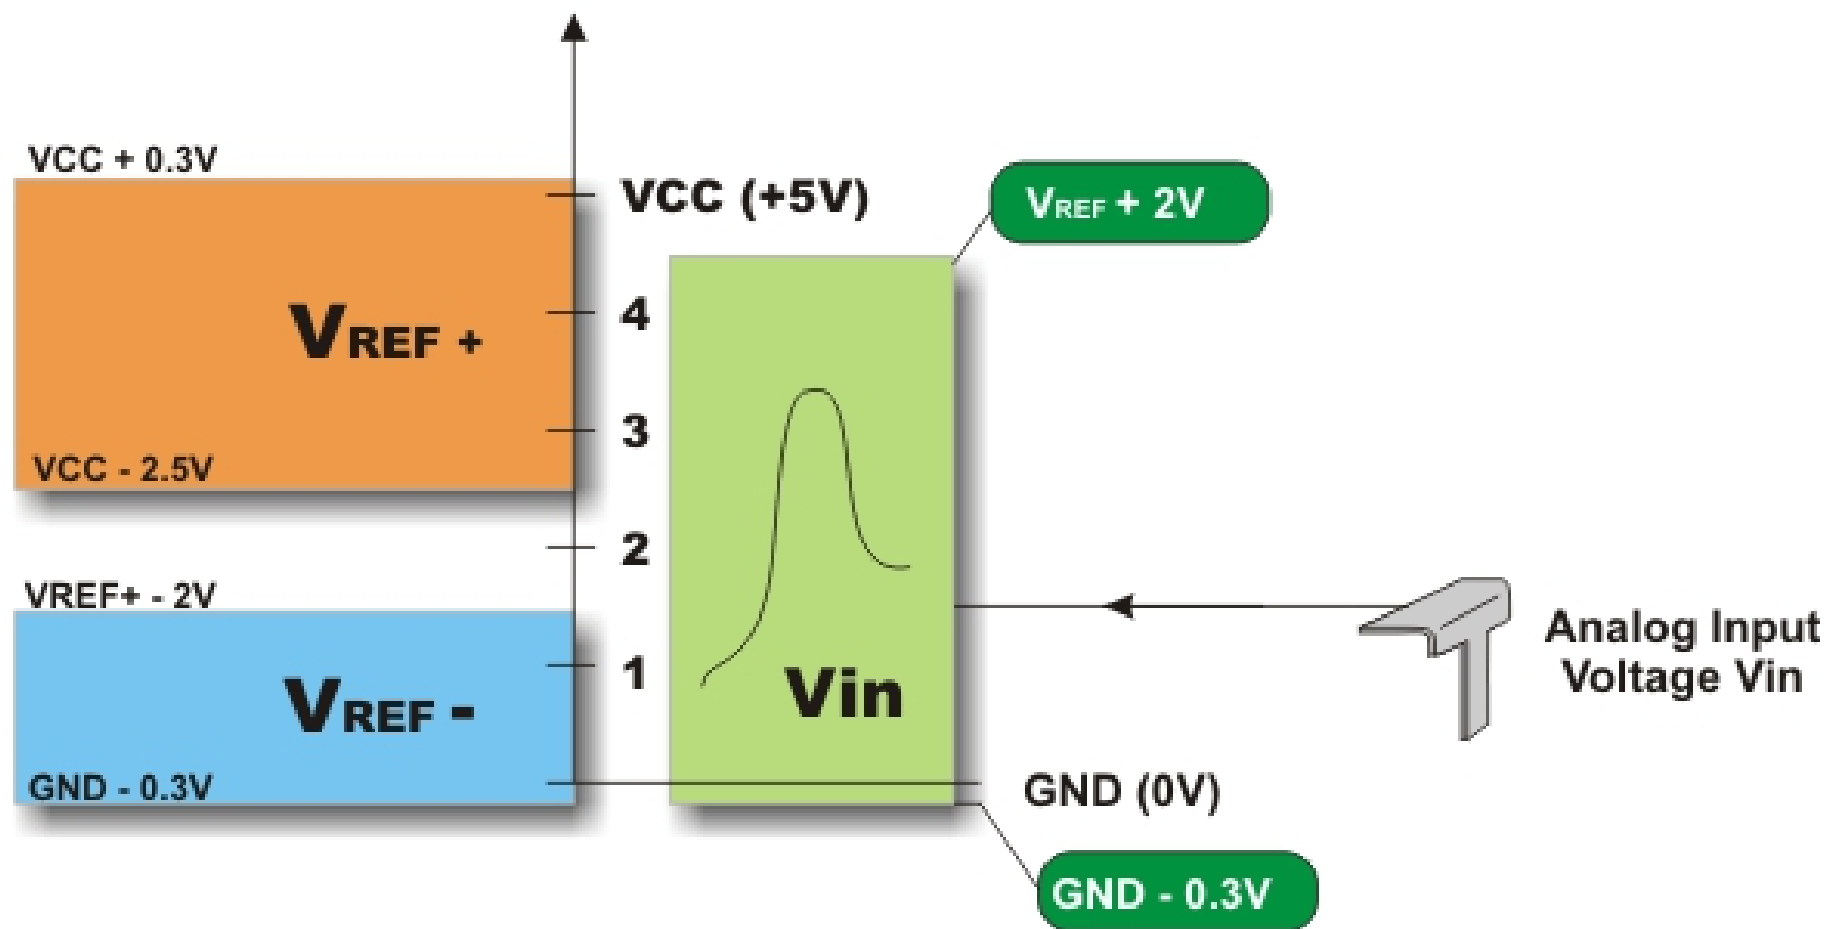 VCC + 0.3V
VCC (+5V)
VREF + 2V
4
VREF +
3
VCC - 2.5V
2
VREF+ - 2V
Analog Input
Voltage Vin
1
Vin
VREF -
GND - 0.3V
GND (0V)
GND - 0.3V